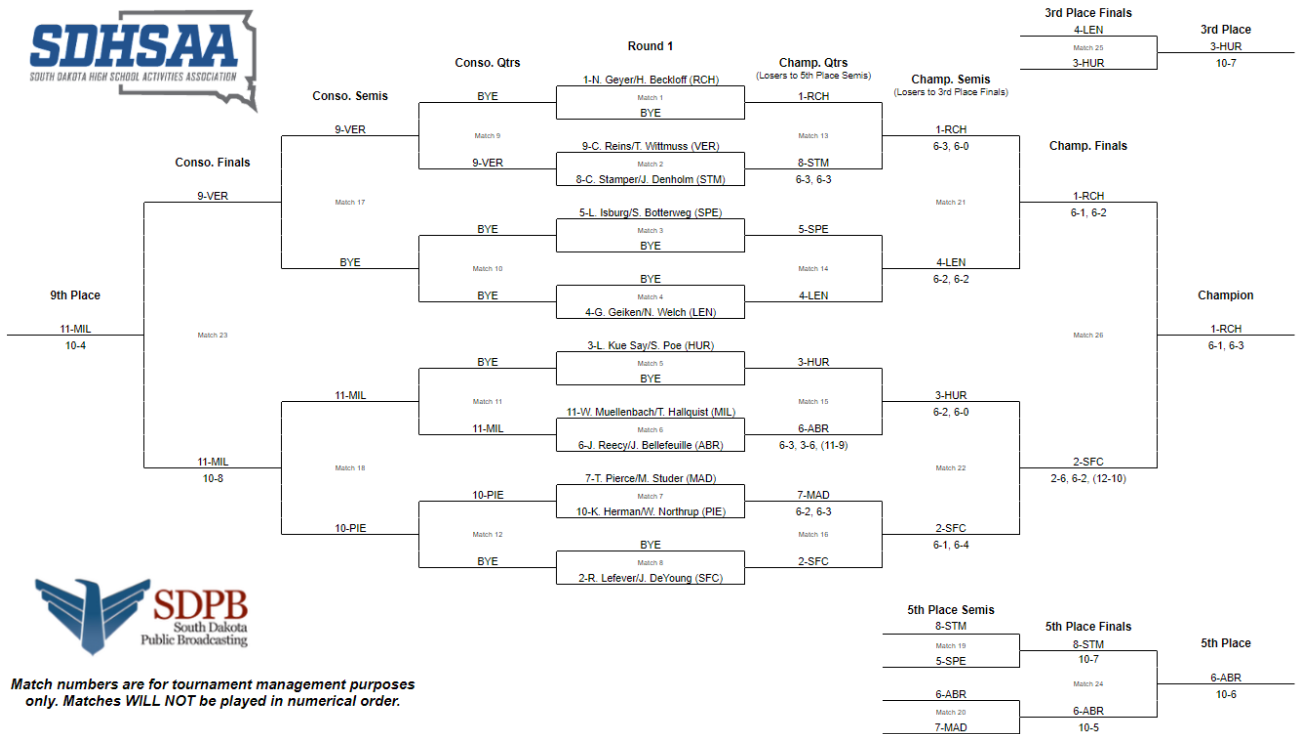 SDHSAA
SOUTH DAKOTA HIGH SCHOOL ACTIVITIES ASSOCIATION
3rd Place Finals
4-LEN
Match 25
3-HUR
3rd Place
3-HUR
10-7
Round 1
1-N. Geyer/H. Beckloff (RCH)
Match 1
BYE
9-C. Reins/T. Wittmuss (VER)
Match 2
8-C. Stamper/J. Denholm (STM)
5-L. Isburg/S. Botterweg (SPE)
Match 3
BYE
BYE
Match 4
4-G. Geiken/N. Welch (LEN)
3-L. Kue Say/S. Poe (HUR)
Match 5
BYE
11-W. Muellenbach/T. Hallquist (MIL)
Match 6
6-J. Reecy/J. Bellefeuille (ABR)
7-T. Pierce/M. Studer (MAD)
Match 7
10-K. Herman/W. Northrup (PIE)
BYE
Match 8
2-R. Lefever/J. DeYoung (SFC)
Conso. Qtrs
BYE
Match 9
9-VER
BYE
Match 10
BYE
BYE
Match 11
11-MIL
10-PIE
Match 12
BYE
Conso. Semis
9-VER
Match 17
BYE
11-MIL
Match 18
10-PIE
Conso. Finals
9-VER
Match 23
11-MIL
10-8
9th Place
11-MIL
10-4
Champ. Qtrs
(Losers to 5th Place Semis)
1-RCH
Match 13
8-STM
6-3, 6-3
5-SPE
Match 14
4-LEN
3-HUR
Match 15
6-ABR
6-3, 3-6, (11-9)
7-MAD
6-2, 6-3
Match 16
2-SFC
Champ. Semis
(Losers to 3rd Place Finals)
1-RCH
6-3, 6-0
Match 21
4-LEN
6-2, 6-2
3-HUR
6-2, 6-0
Match 22
2-SFC
6-1, 6-4
Champ. Finals
1-RCH
6-1, 6-2
Match 26
2-SFC
2-6, 6-2, (12-10)
Champion
1-RCH
6-1, 6-3
SDPB
South Dakota
Public Broadcasting
Match numbers are for tournament management purposes
only. Matches WILL NOT be played in numerical order.
5th Place Semis
8-STM
Match 19
5-SPE
6-ABR
Match 20
7-MAD
5th Place Finals
8-STM
10-7
Match 24
6-ABR
10-5
5th Place
6-ABR
10-6